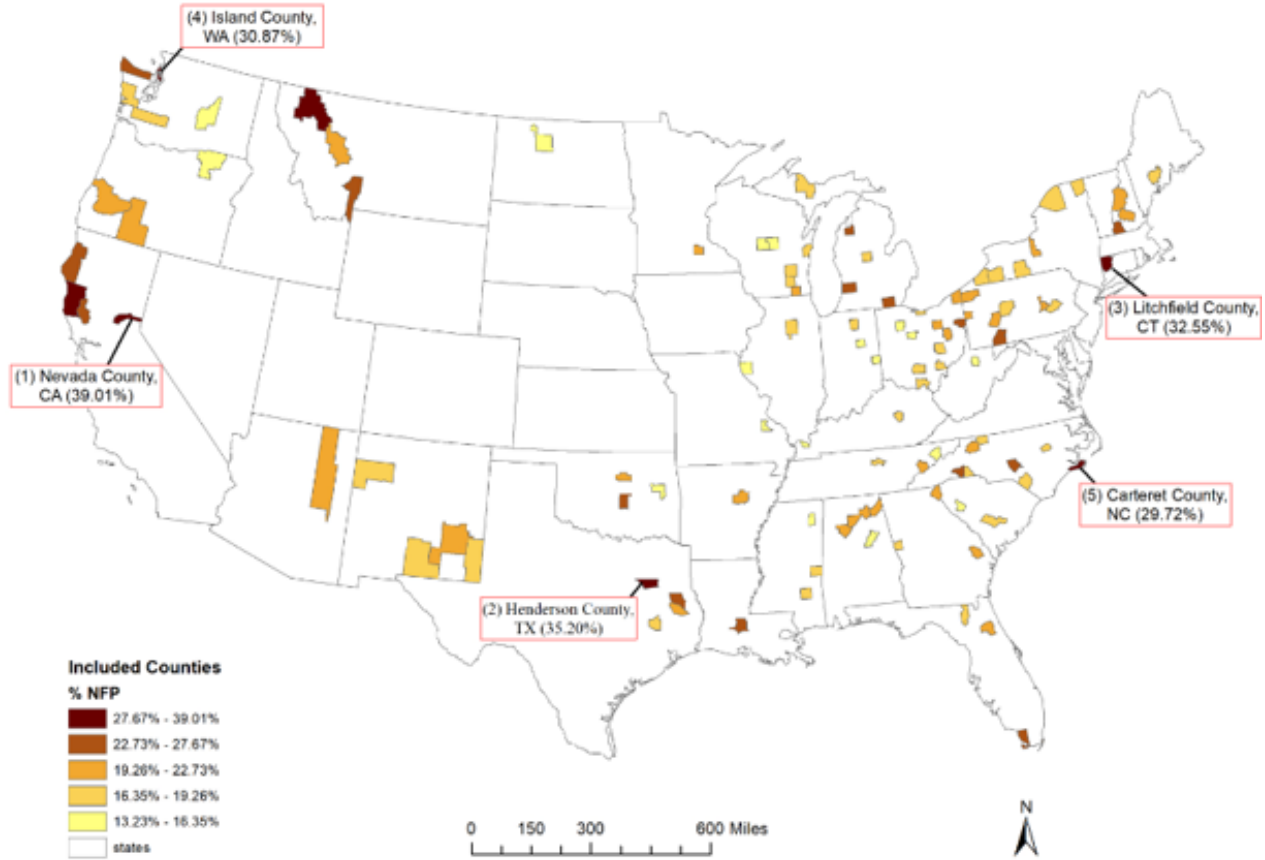 (4) Island County,
WA (30.87%)
(3) Litchfield County,
CT (32.55%)
(1) Nevada County,
CA (39.01%)
(5) Carteret County,
NC (29.72%)
(2) Henderson County,
TX (35.20%)
Included Counties
% NFP
27.67% - 39.01%
22.73% - 27.67%
19.26% - 22.73%
16.35% - 19.26%
13.23% - 16.35%
states
0 150 300 600 Miles
N